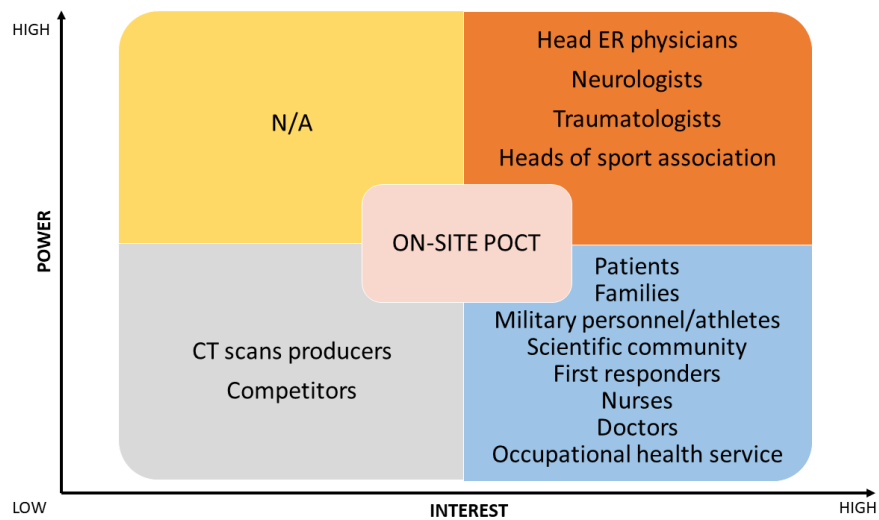 HIGH
Head ER physicians
Neurologists
N/A
Traumatologists
Heads of sport association
POWER
ON-SITE POCT
Patients
Families
Military personnel/athletes
CT scans producers
Scientific community
First responders
Competitors
Nurses
Doctors
Occupational health service
LOW
INTEREST
HIGH